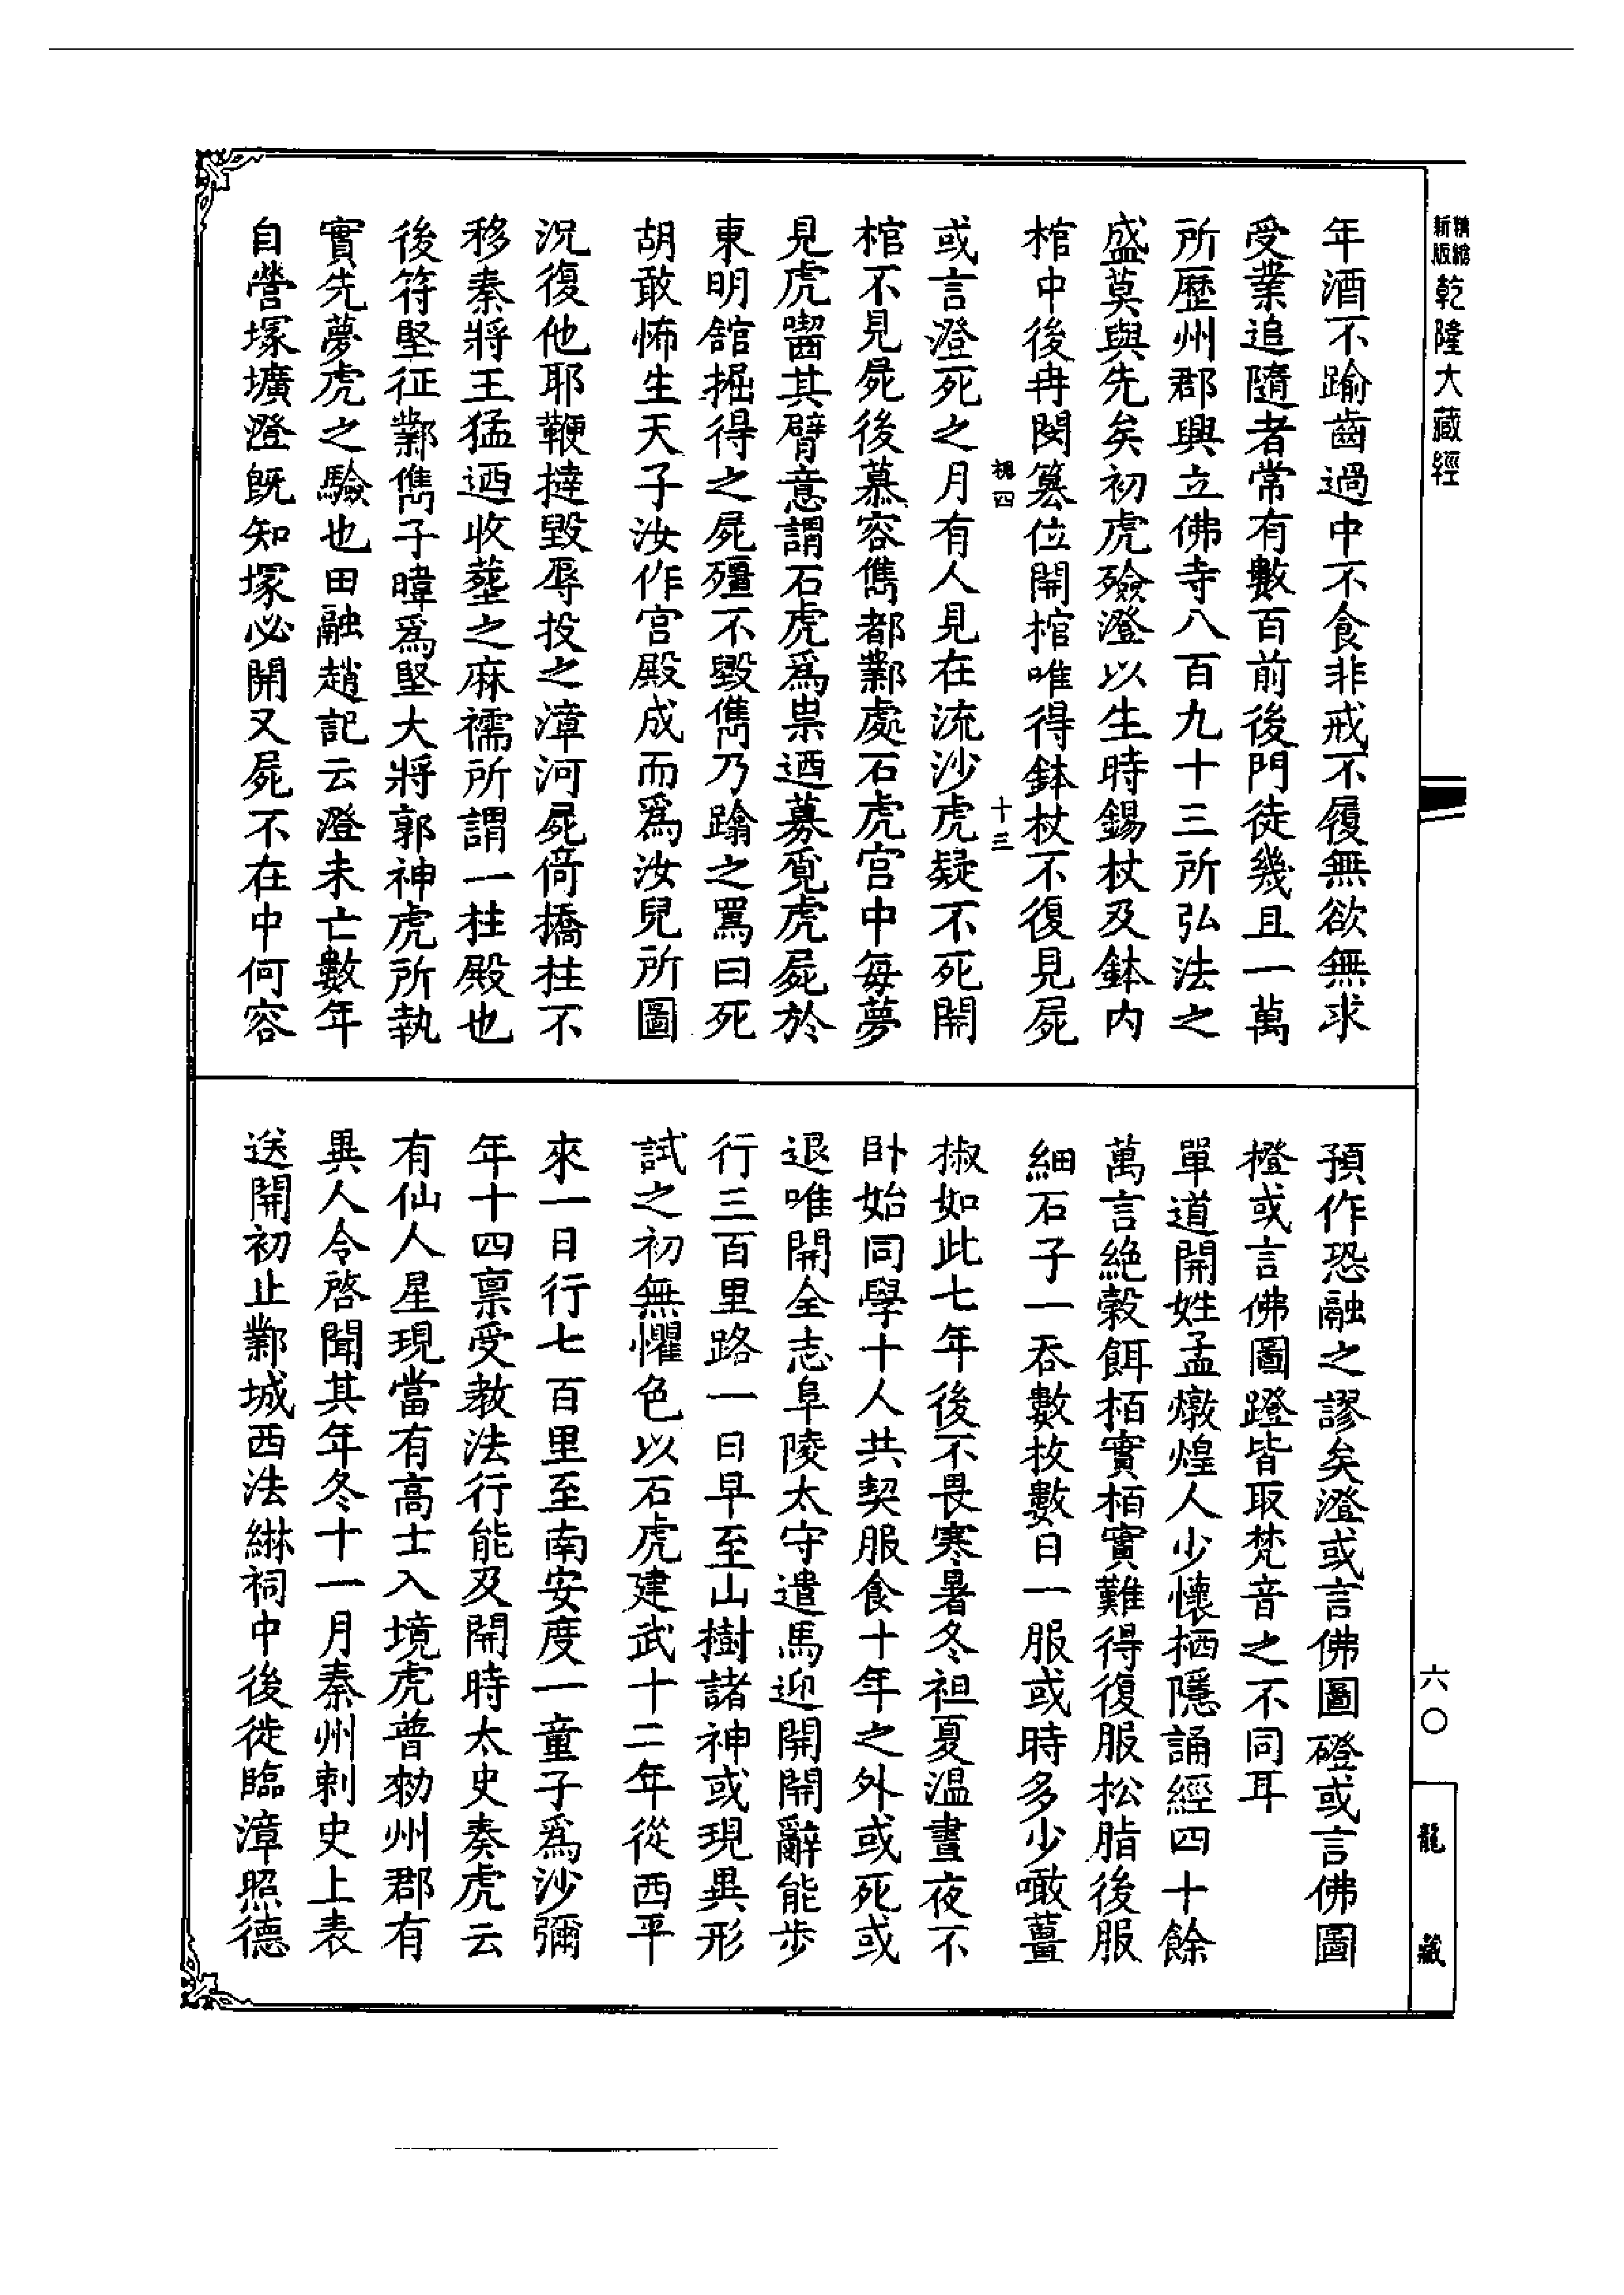 精縮新版乾隆大藏經
年酒不踰齒過中不食非戒不履無欲無求
受業追隨者常有數百前後門徒幾且一萬
所歷州郡興立佛寺八百九十三所弘法之
盛莫與先矣初虎殮澄以生時錫杖及鉢內
棺中後冉閔篡位開棺唯得鉢杖不復見屍
槐四 十三
或言澄死之月有人見在流沙虎疑不死開
棺不見屍後慕容儁都鄴處石虎宮中每夢
見虎齧其臂意謂石虎爲祟迺募覓虎屍於
東明舘掘得之屍殭不毀儁乃蹹之罵曰死
胡敢怖生天子汝作宮殿成而爲汝兒所圖
況復他耶鞭撻毀辱投之漳河屍倚橋柱不
移秦將王猛迺收塟之麻襦所謂一柱殿也
後符堅征鄴儁子暐爲堅大將郭神虎所執
實先夢虎之驗也田融趙記云澄未亡數年
自營塚壙澄旣知塚必開又屍不在中何容
預作恐融之謬矣澄或言佛圖磴或言佛圖
橙或言佛圖蹬皆取梵音之不同耳
單道開姓孟燉煌人少懷栖隱誦經四十餘
萬言絶穀餌栢實栢實難得復服松脂後服
細石子一吞數枚數日一服或時多少噉薑
椒如此七年後不畏寒暑冬袒夏温晝夜不
卧始同學十人共契服食十年之外或死或
退唯開全志阜陵太守遣馬迎開開辭能步
行三百里路一日早至山樹諸神或現異形
試之初無懼色以石虎建武十二年從西平
來一日行七百里至南安度一童子爲沙彌
年十四稟受教法行能及開時太史奏虎云
有仙人星現當有高士入境虎普勑州郡有
異人令啓聞其年冬十一月秦州刺史上表
送開初止鄴城西法綝祠中後徙臨漳照德
六〇
龍藏